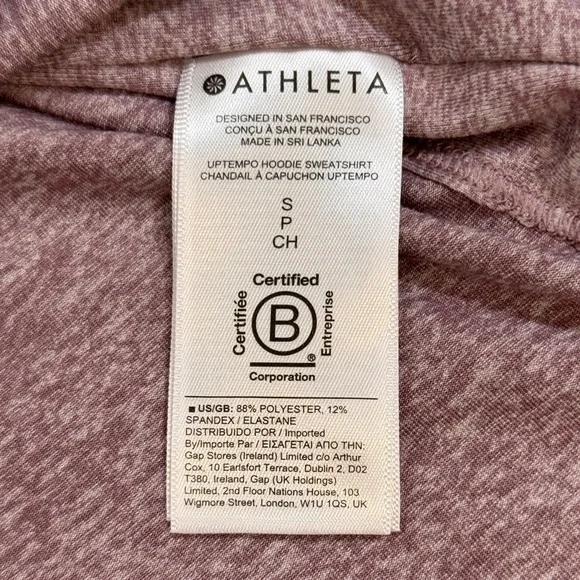 ATHLETA
DESIGNED IN SAN FRANCISCO
CONÇU À SAN FRANCISCO
MADE IN SRI LANKA
UPTEMPO HOODIE SWEATSHIRT
CHANDAIL À CAPUCHON UPTEMPO
S
P
CH
Certified
Certifiée
B
Entreprise
®
Corporation
■ US/GB: 88% POLYESTER, 12%
SPANDEX / ELASTANE
DISTRIBUIDO POR / Imported
By/Importe Par / ΕΙΣΑΓΕΤΑΙ ΑΠΟ ΤΗΝ:
Gap Stores (Ireland) Limited c/o Arthur
Cox, 10 Earlsfort Terrace, Dublin 2, D02
T380, Ireland, Gap (UK Holdings)
Limited, 2nd Floor Nations House, 103
Wigmore Street, London, W1U 1QS, UK